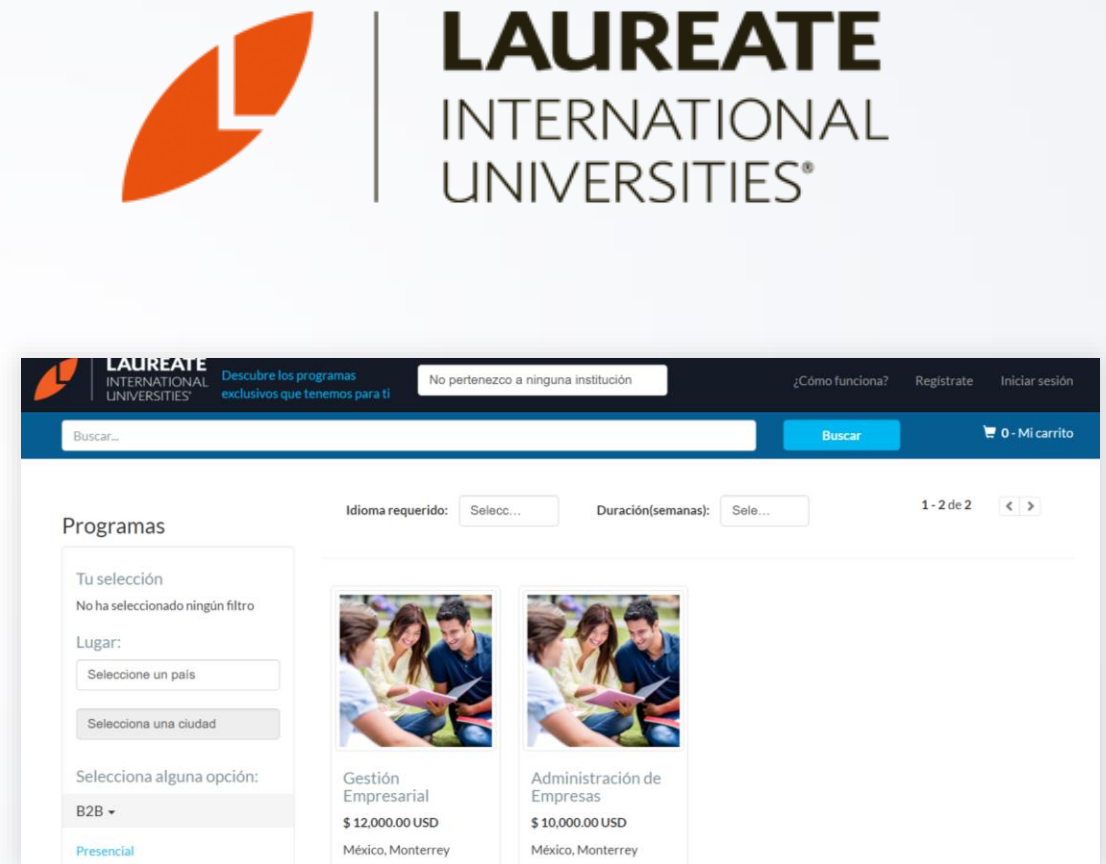 LAUREATE
INTERNATIONAL
UNIVERSITIES®
LAUREATE
INTERNATIONAL
UNIVERSITIES®
Descubre los programas
exclusivos que tenemos para ti
No pertenezco a ninguna institución
¿Cómo funciona?
Regístrate
Iniciar sesión
Buscar...
Buscar
0 - Mi carrito
Programas
Idioma requerido:
Selecc...
Duración(semanas):
Sele...
1 - 2 de 2
Tu selección
No ha seleccionado ningún filtro
Lugar:
Seleccione un país
Selecciona una ciudad
Selecciona alguna opción:
B2B
Presencial
Gestión
Empresarial
$ 12,000.00 USD
México, Monterrey
Administración de
Empresas
$ 10,000.00 USD
México, Monterrey